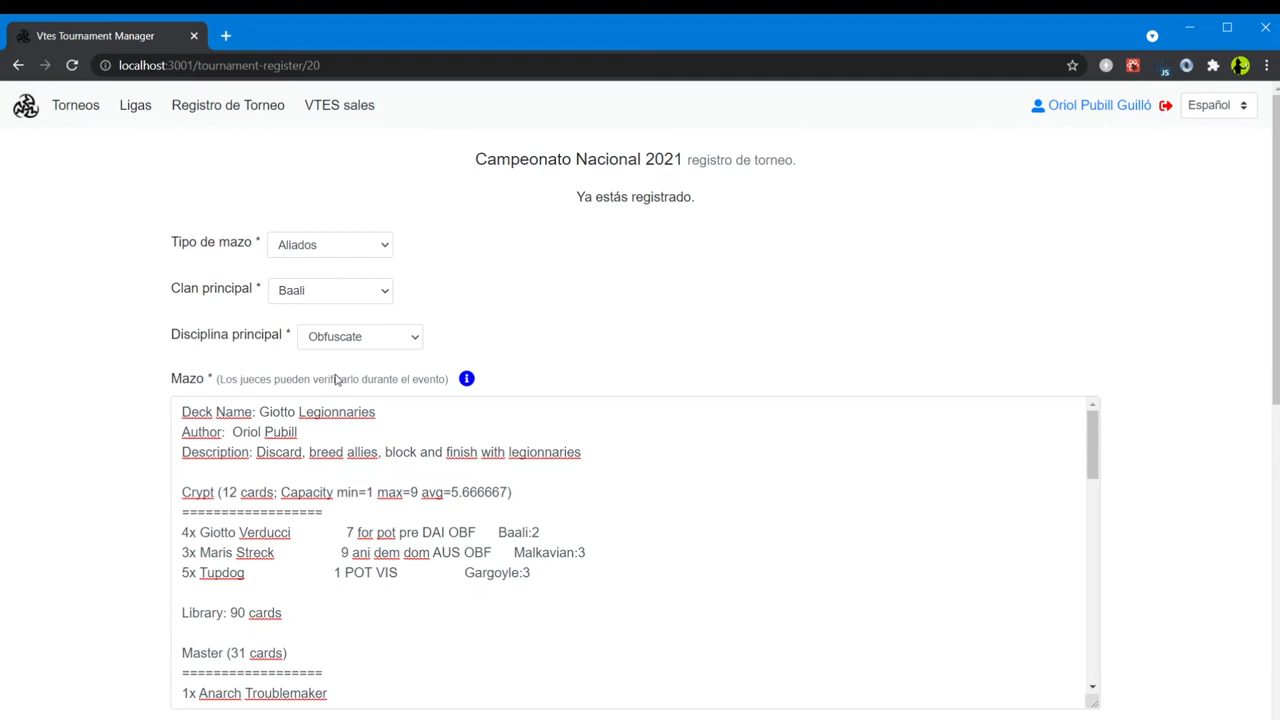 Vtes Tournament Manager
localhost:3001/tournament-register/20
JS
Torneos Ligas Registro de Torneo VTES sales Oriol Pubill Guilló Español
Campeonato Nacional 2021 registro de torneo.
Ya estás registrado.
Tipo de mazo * Aliados
Clan principal * Baali
Disciplina principal * Obfuscate
Mazo * (Los jueces pueden verificarlo durante el evento)
Deck Name: Giotto Legionnaries
Author: Oriol Pubill
Description: Discard, breed allies, block and finish with legionnaries
Crypt (12 cards; Capacity min=1 max=9 avg=5.666667)
==================
4x Giotto Verducci 7 for pot pre DAI OBF Baali:2
3x Maris Streck 9 ani dem dom AUS OBF Malkavian:3
5x Tupdog 1 POT VIS Gargoyle:3
Library: 90 cards
Master (31 cards)
==================
1x Anarch Troublemaker